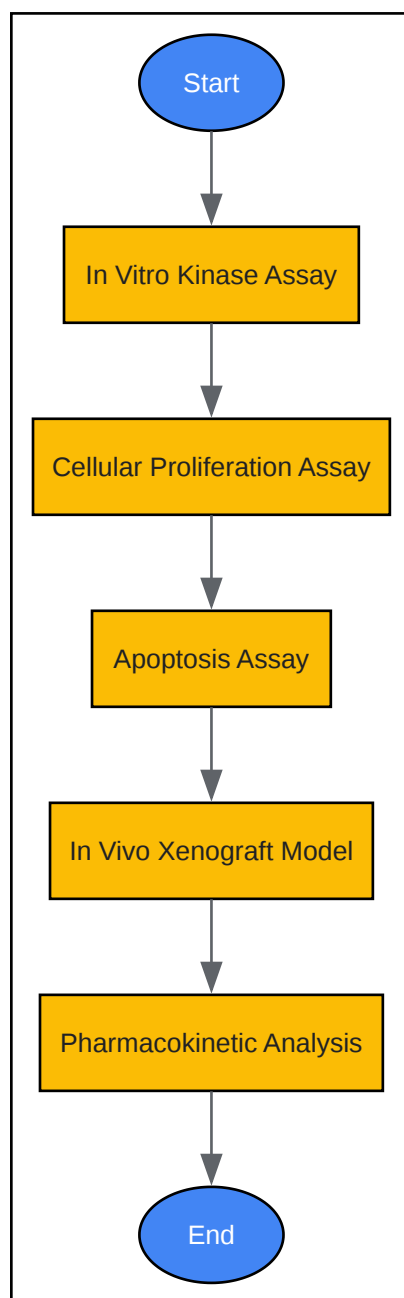 Start
In Vitro Kinase Assay
Cellular Proliferation Assay
Apoptosis Assay
In Vivo Xenograft Model
Pharmacokinetic Analysis
End